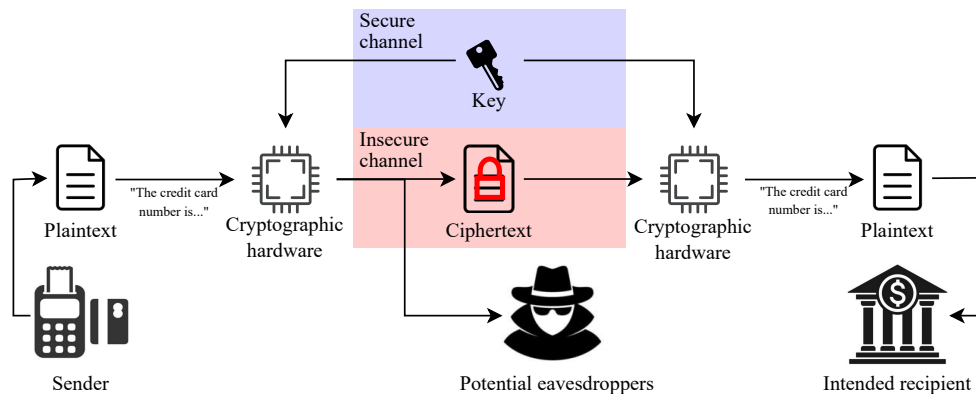 Secure
channel
Key
Insecure
channel
"The credit card
number is..."
"The credit card
number is..."
Plaintext
Cryptographic
hardware
Ciphertext
Cryptographic
hardware
Plaintext
$
Sender
Potential eavesdroppers
Intended recipient